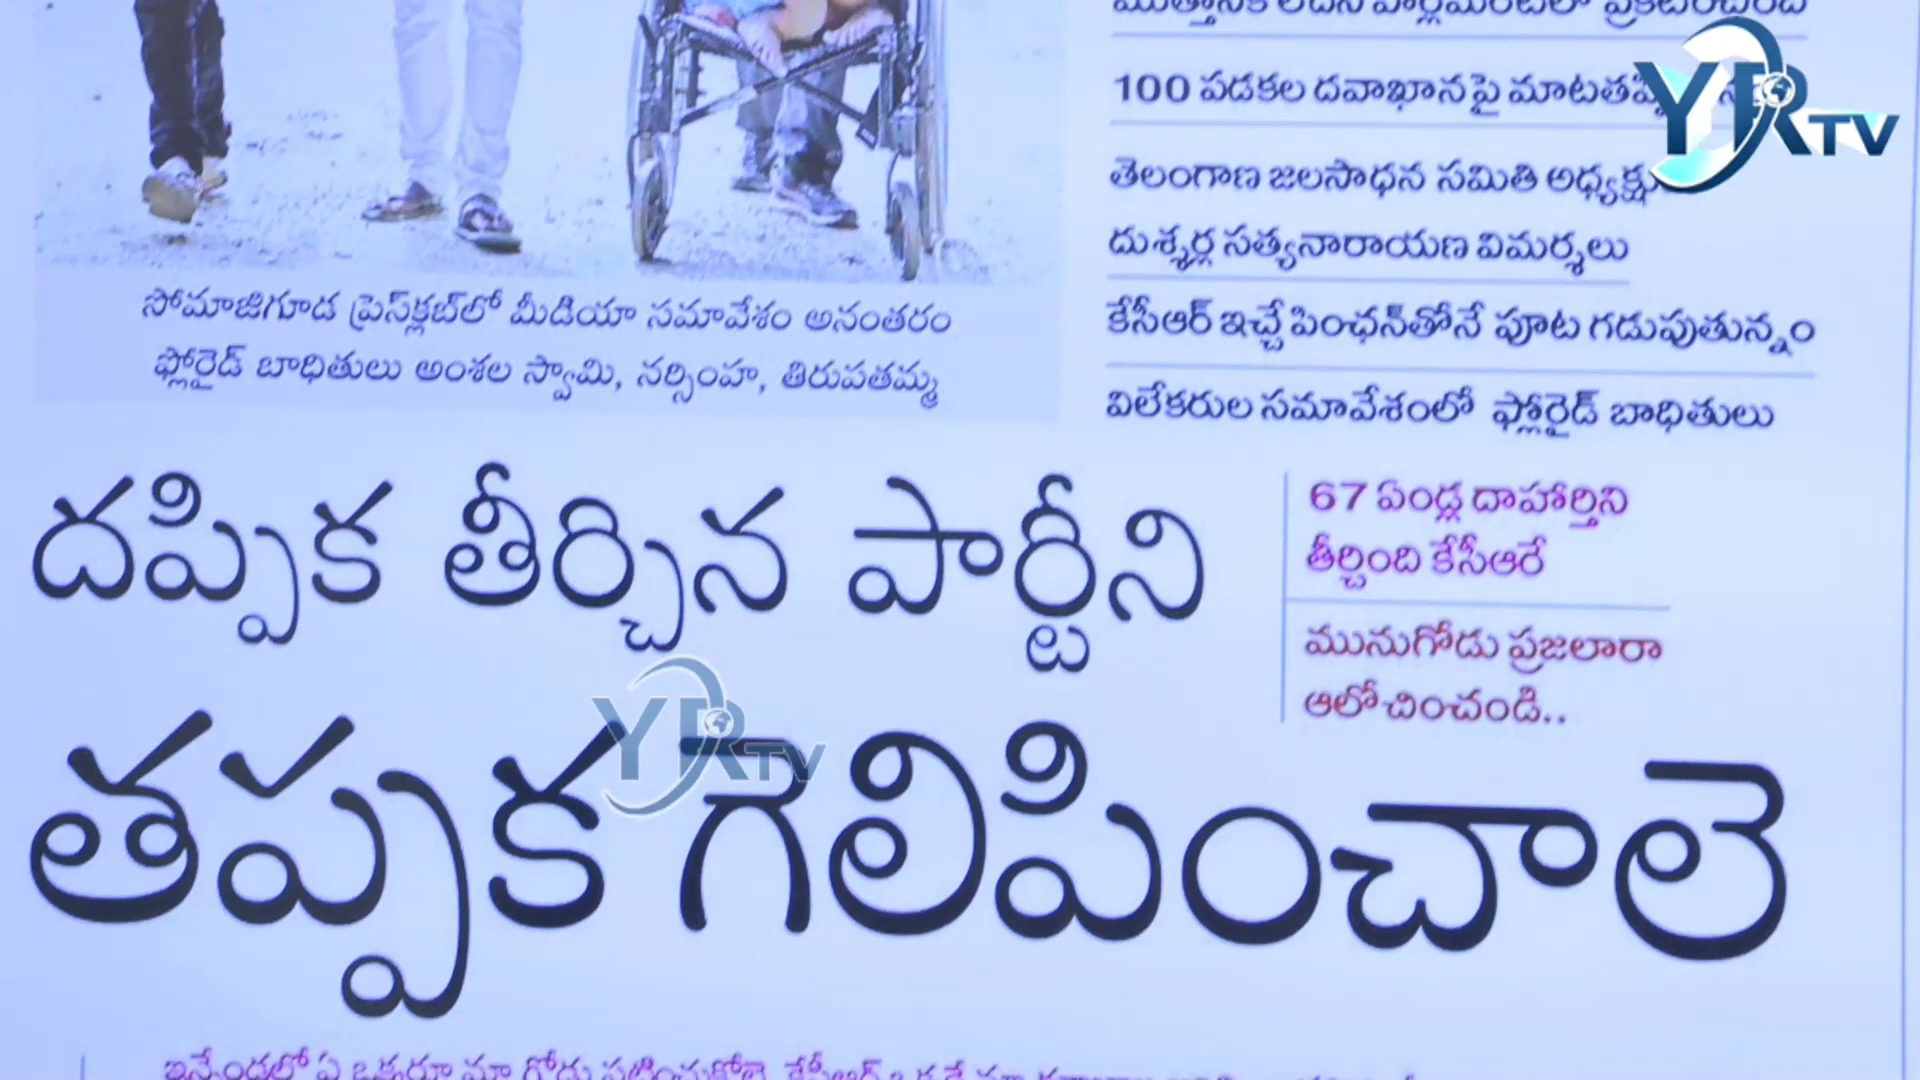 100 పడకల దవాఖానపై
తెలంగాణ జలసాధన సమితి అధ్యక్షు
దుశ్చర్ల సత్యనారాయణ విమర్శలు
కేసీఆర్ ఇచ్చే పింఛన్‌తోనే పూట గడుపుతున్నం
విలేకరుల సమావేశంలో ఫ్లోరైడ్ బాధితులు
YR TV
సోమాజిగూడ ప్రెస్‌క్లబ్‌లో మీడియా సమావేశం అనంతరం
ఫ్లోరైడ్ బాధితులు అంశల స్వామి, నర్సింహ, తిరుపతమ్మ
దప్పిక తీర్చిన పార్టీని
తప్పక గెలిపించాలె
67 ఏండ్ల దాహార్తిని
తీర్చింది కేసీఆరే
మునుగోడు ప్రజలారా
ఆలోచించండి..
YR TV